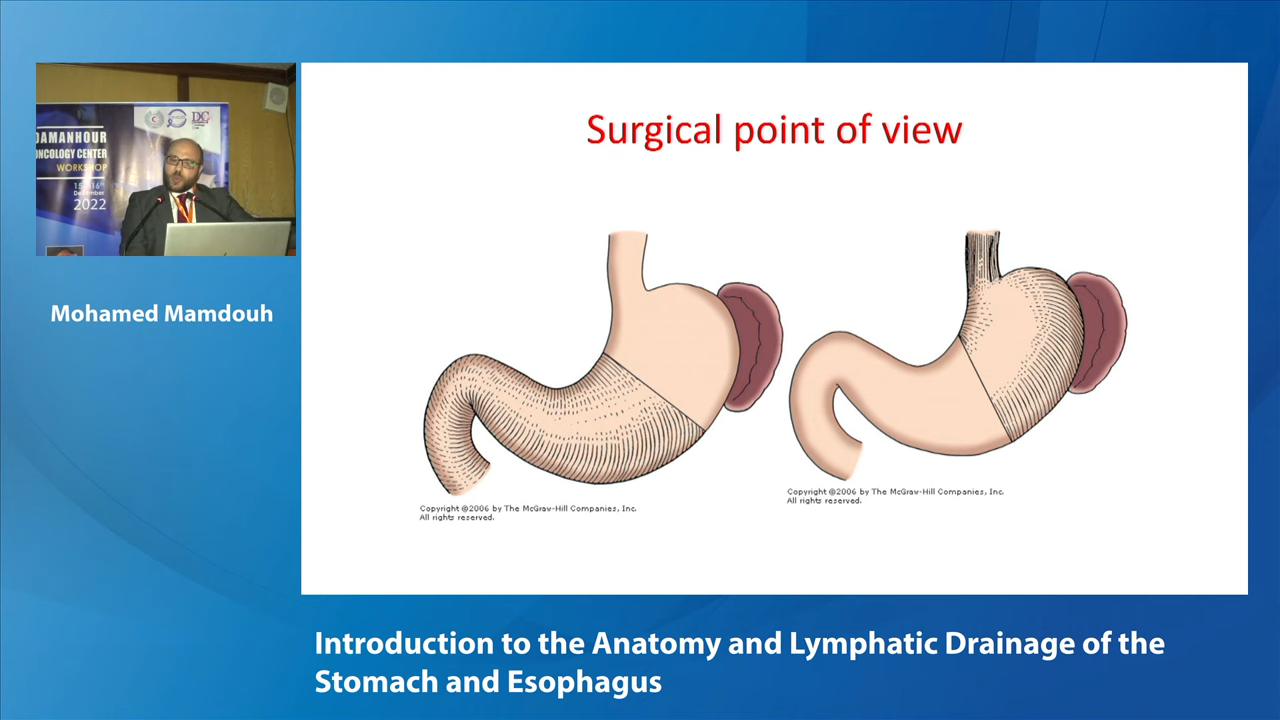 DAMANHOUR
ONCOLOGY CENTER
WORKSHOP
2022
Mohamed Mamdouh
Surgical point of view
Copyright @2006 by The McGraw-Hill Companies, Inc.
All rights reserved.
Copyright @2006 by The McGraw-Hill Companies, Inc.
All rights reserved.
Introduction to the Anatomy and Lymphatic Drainage of the
Stomach and Esophagus